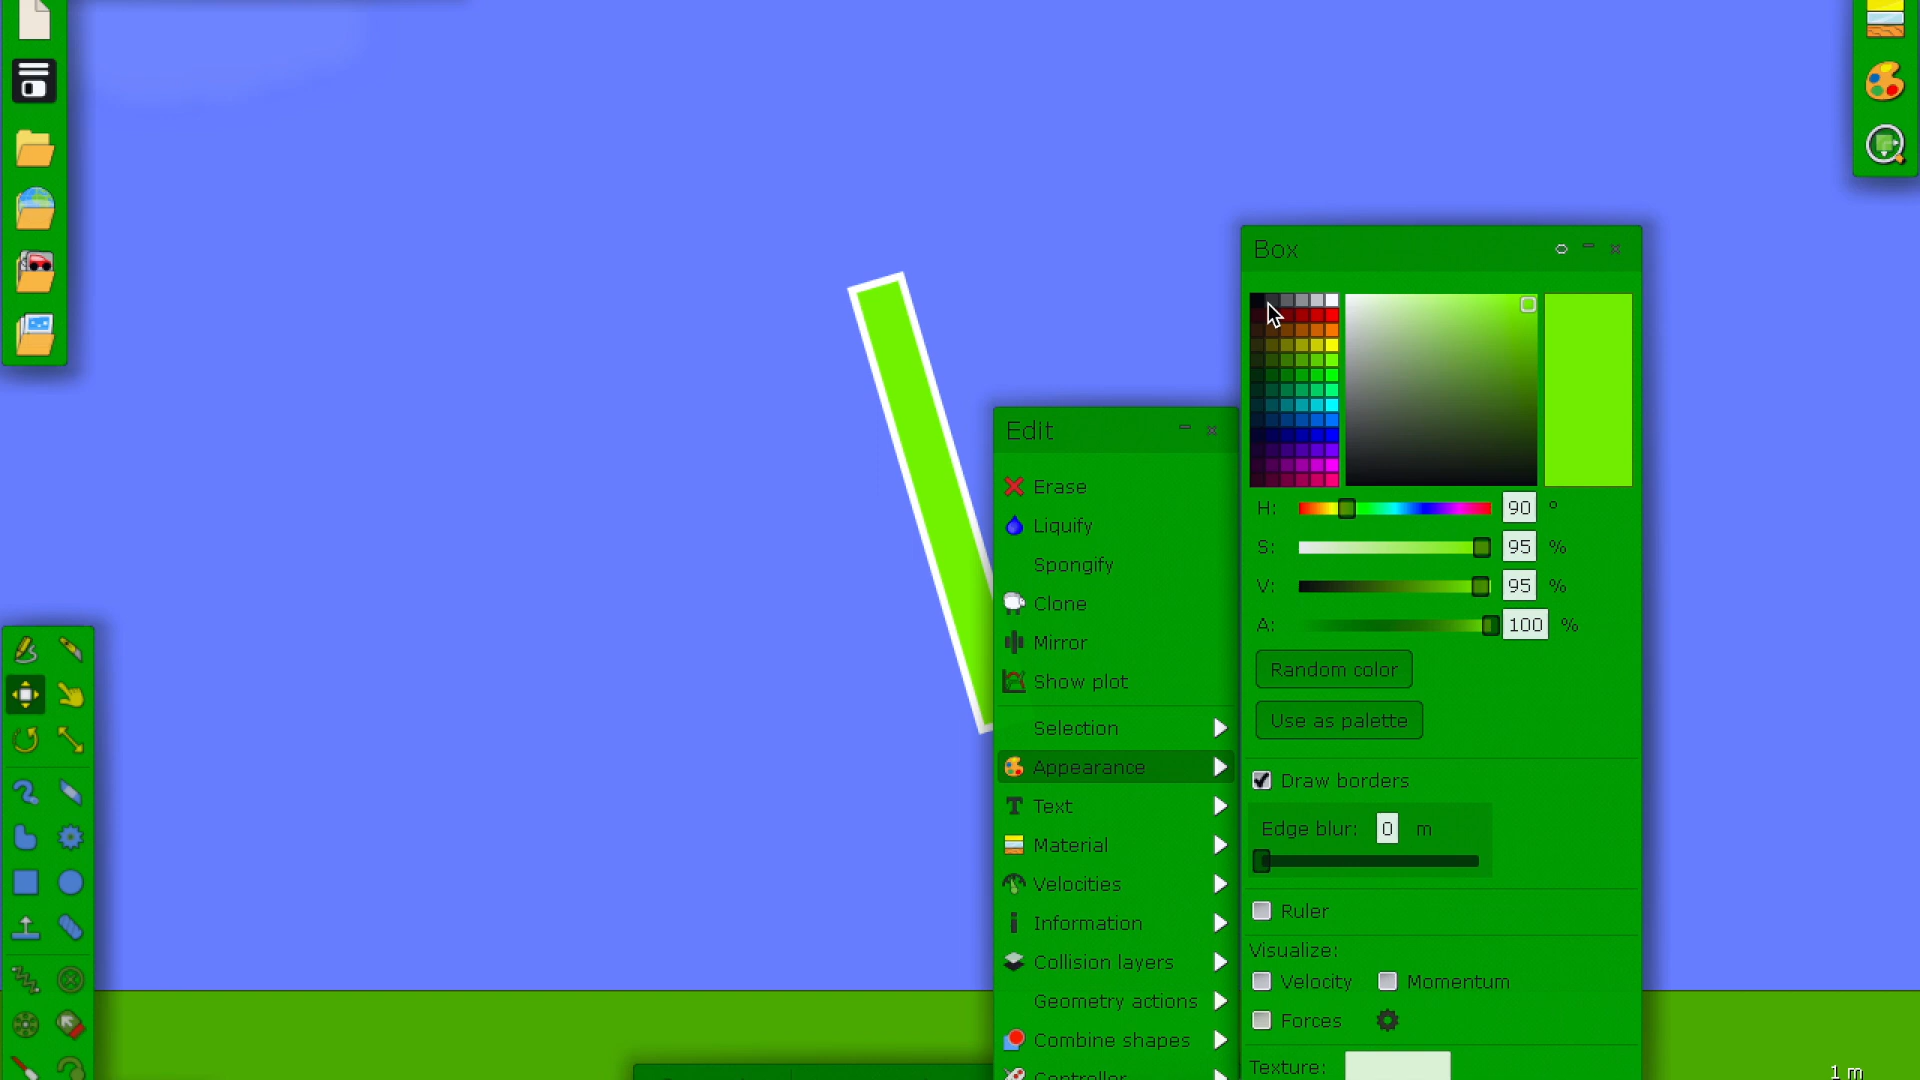 Box
Edit
Erase
Liquify
Spongify
Clone
Mirror
Show plot
Selection
Appearance
Text
Material
Velocities
Information
Collision layers
Geometry actions
Combine shapes
Controller
H: 90 °
S: 95 %
V: 95 %
A: 100 %
Random color
Use as palette
Draw borders
Edge blur: 0 m
Ruler
Visualize:
Velocity Momentum
Forces
Texture:
1 m